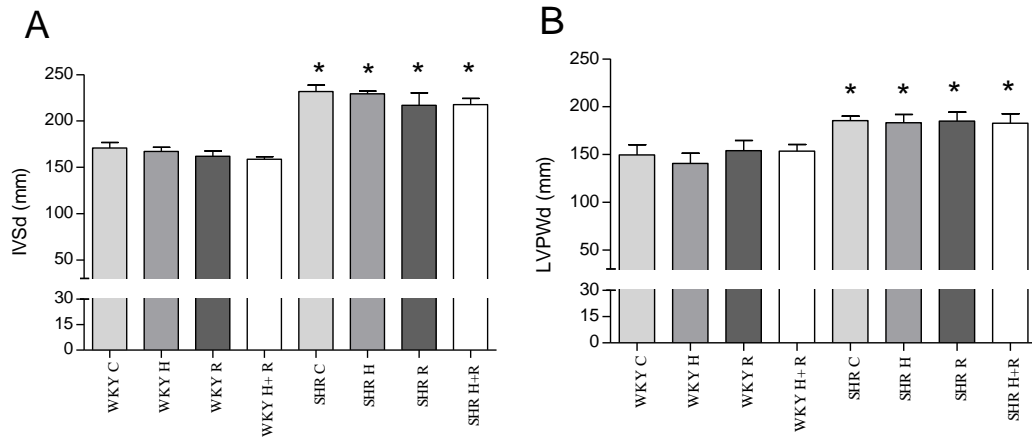 A
IVSd (mm)
250
200
150
100
50
30
15
0
* * * *
WKY C
WKY H
WKY R
WKY H+ R
SHR C
SHR H
SHR R
SHR H+R
B
LVPWd (mm)
250
200
150
100
50
30
15
0
* * * *
WKY C
WKY H
WKY R
WKY H+ R
SHR C
SHR H
SHR R
SHR H+R